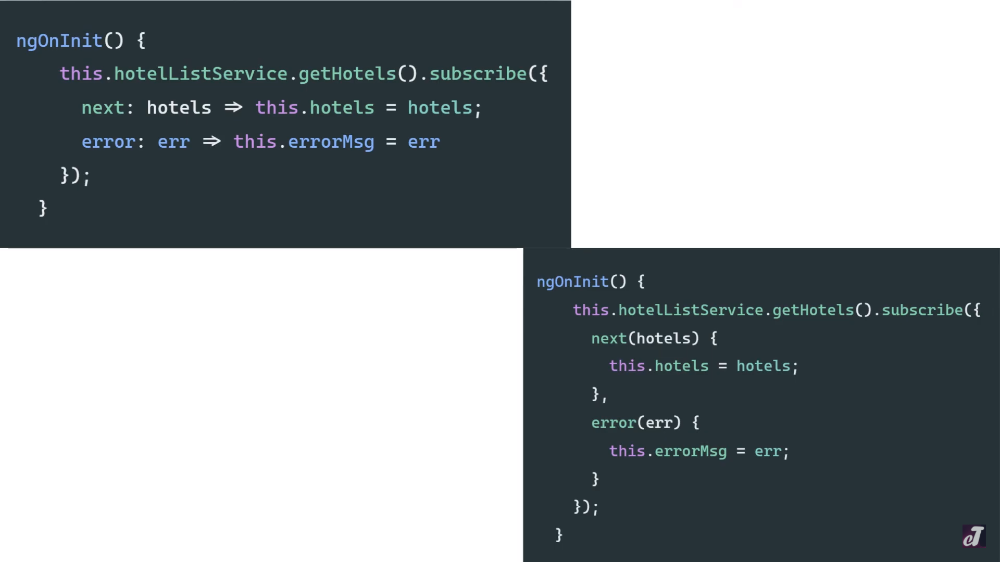 ngOnInit() {
this.hotelListService.getHotels().subscribe({
next: hotels => this.hotels = hotels;
error: err => this.errorMsg = err
});
}
ngOnInit() {
this.hotelListService.getHotels().subscribe({
next(hotels) {
this.hotels = hotels;
},
error(err) {
this.errorMsg = err;
}
});
}
cT